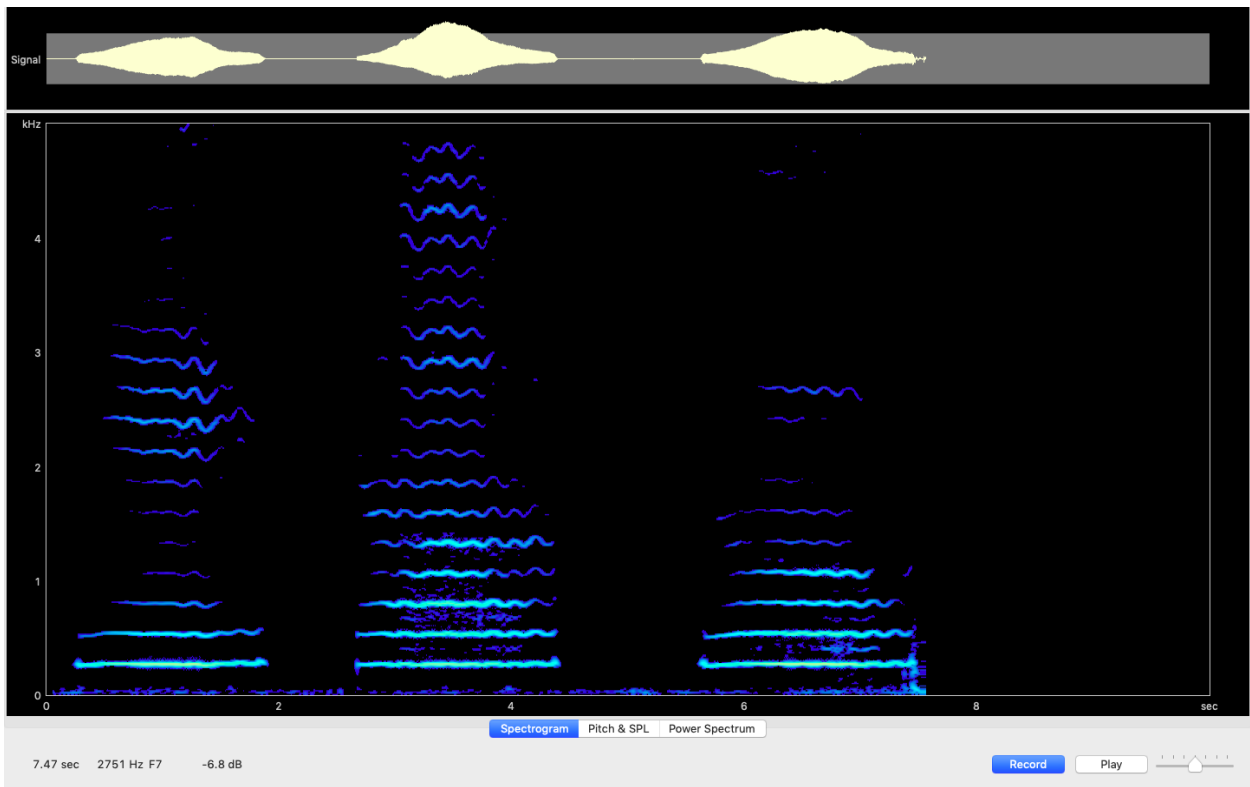 Signal
kHz
4
3
2
1
0
0 2 4 6 8 sec
Spectrogram Pitch & SPL Power Spectrum
7.47 sec 2751 Hz F7 -6.8 dB Record Play